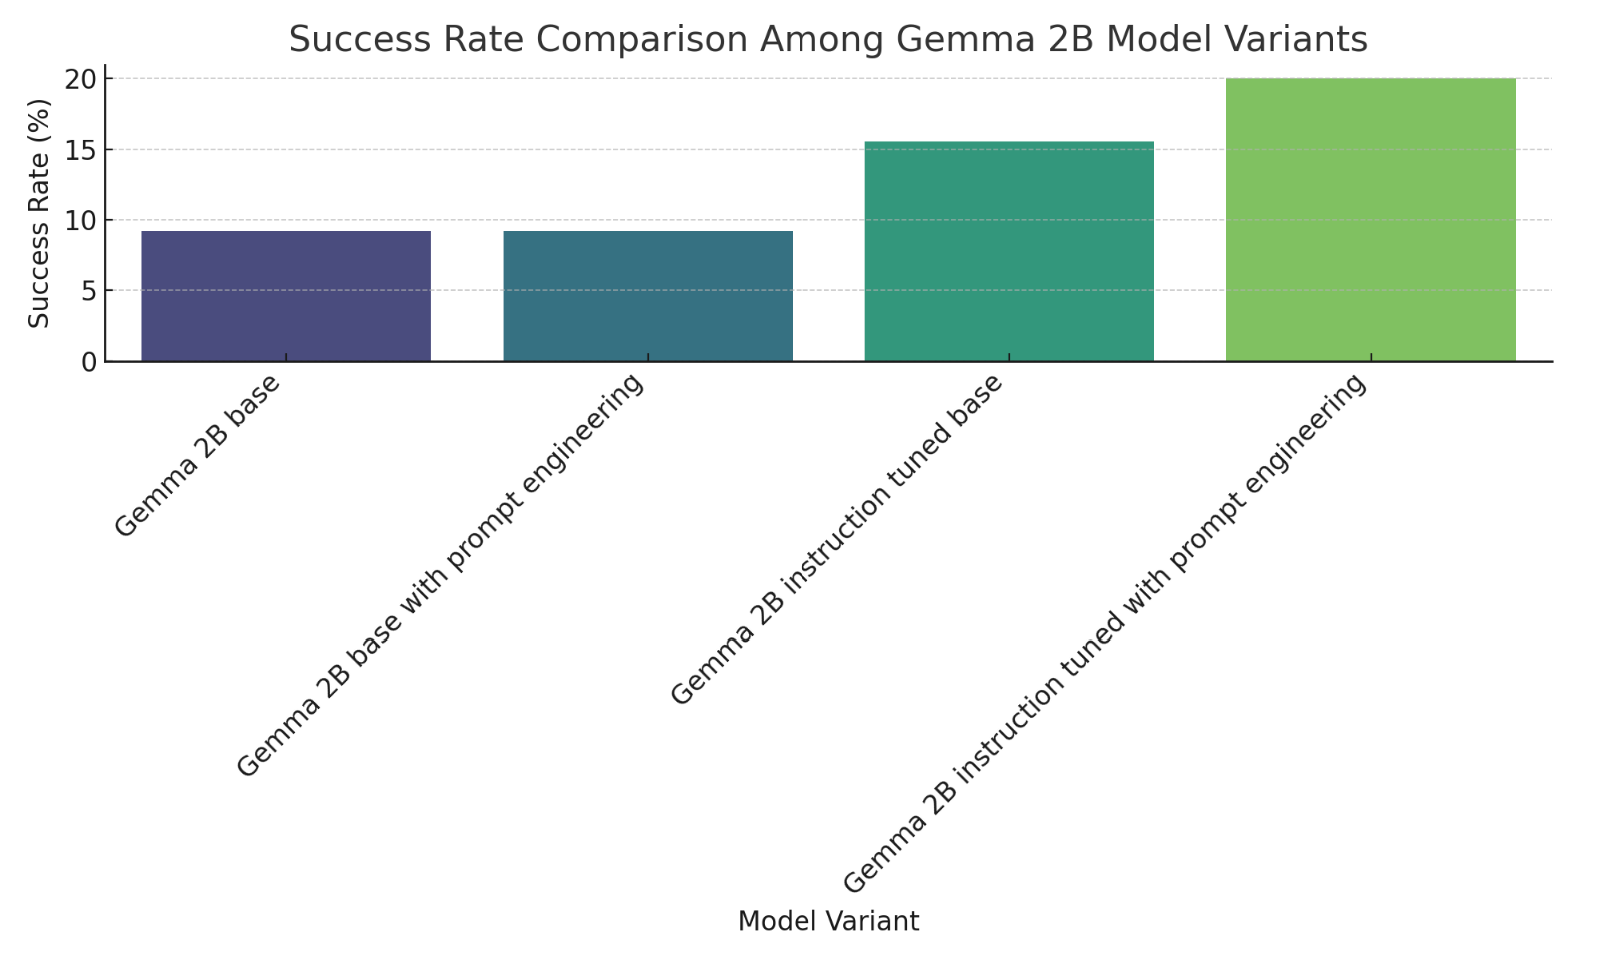 Success Rate Comparison Among Gemma 2B Model Variants
Success Rate (%)
20
15
10
5
0
Gemma 2B base
Gemma 2B base with prompt engineering
Gemma 2B instruction tuned base
Gemma 2B instruction tuned with prompt engineering
Model Variant